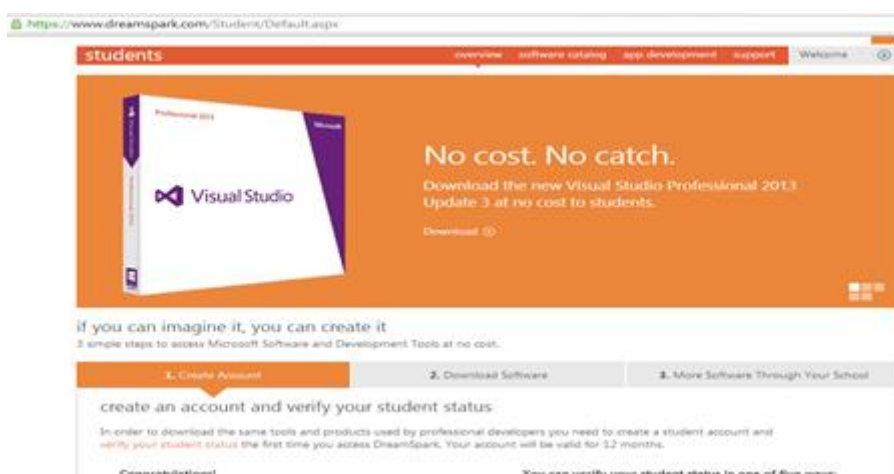 https://www.dreamspark.com/Student/Default.aspx
students
overview software catalog app development support Welcome
Professional 2013
Microsoft
Visual Studio
No cost. No catch.
Download the new Visual Studio Professional 2013
Update 3 at no cost to students.
Download
if you can imagine it, you can create it
3 simple steps to access Microsoft Software and Development Tools at no cost.
1. Create Account 2. Download Software 3. More Software Through Your School
create an account and verify your student status
In order to download the same tools and products used by professional developers you need to create a student account and
verify your student status the first time you access DreamSpark. Your account will be valid for 12 months.
Congratulations! You can verify your student status in one of five ways: